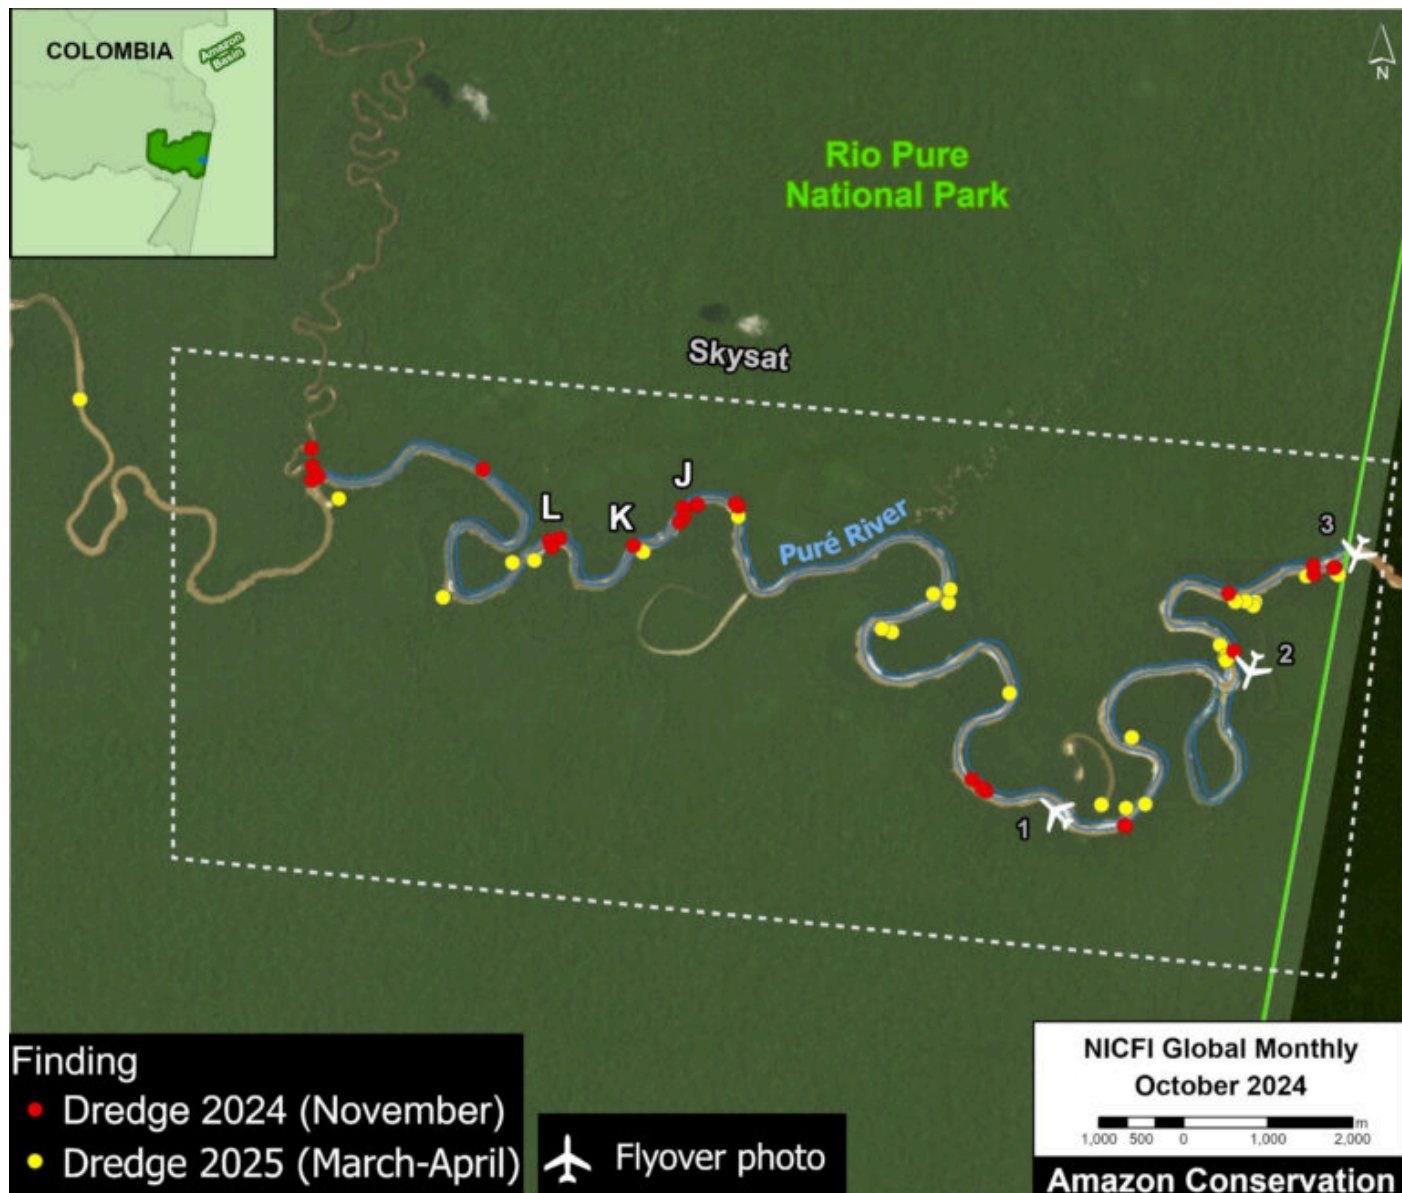 COLOMBIA
Amazon
Basin
N
Rio Pure
National Park
Skysat
J
L
K
Puré River
3
2
1
Finding
Dredge 2024 (November)
Dredge 2025 (March-April)
Flyover photo
NICFI Global Monthly
October 2024
m
1,000 500 0 1,000 2,000
Amazon Conservation